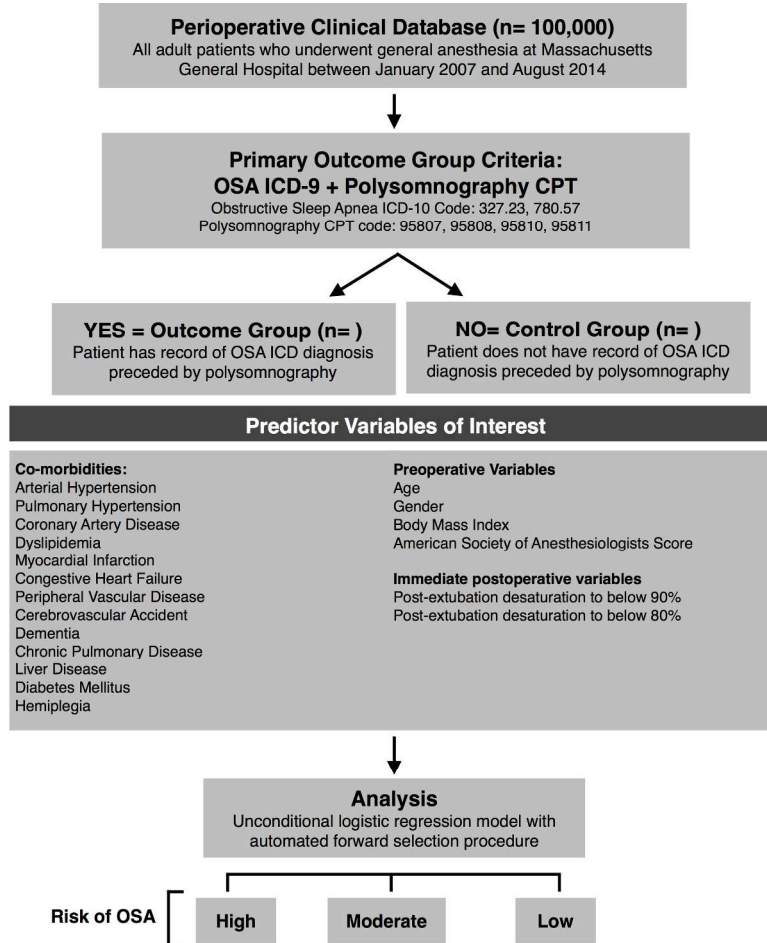 Perioperative Clinical Database (n= 100,000)
All adult patients who underwent general anesthesia at Massachusetts
General Hospital between January 2007 and August 2014
Primary Outcome Group Criteria:
OSA ICD-9 + Polysomnography CPT
Obstructive Sleep Apnea ICD-10 Code: 327.23, 780.57
Polysomnography CPT code: 95807, 95808, 95810, 95811
YES = Outcome Group (n= )
Patient has record of OSA ICD diagnosis
preceded by polysomnography
NO= Control Group (n= )
Patient does not have record of OSA ICD
diagnosis preceded by polysomnography
Predictor Variables of Interest
Co-morbidities:
Arterial Hypertension
Pulmonary Hypertension
Coronary Artery Disease
Dyslipidemia
Myocardial Infarction
Congestive Heart Failure
Peripheral Vascular Disease
Cerebrovascular Accident
Dementia
Chronic Pulmonary Disease
Liver Disease
Diabetes Mellitus
Hemiplegia
Preoperative Variables
Age
Gender
Body Mass Index
American Society of Anesthesiologists Score
Immediate postoperative variables
Post-extubation desaturation to below 90%
Post-extubation desaturation to below 80%
Analysis
Unconditional logistic regression model with
automated forward selection procedure
Risk of OSA
High
Moderate
Low